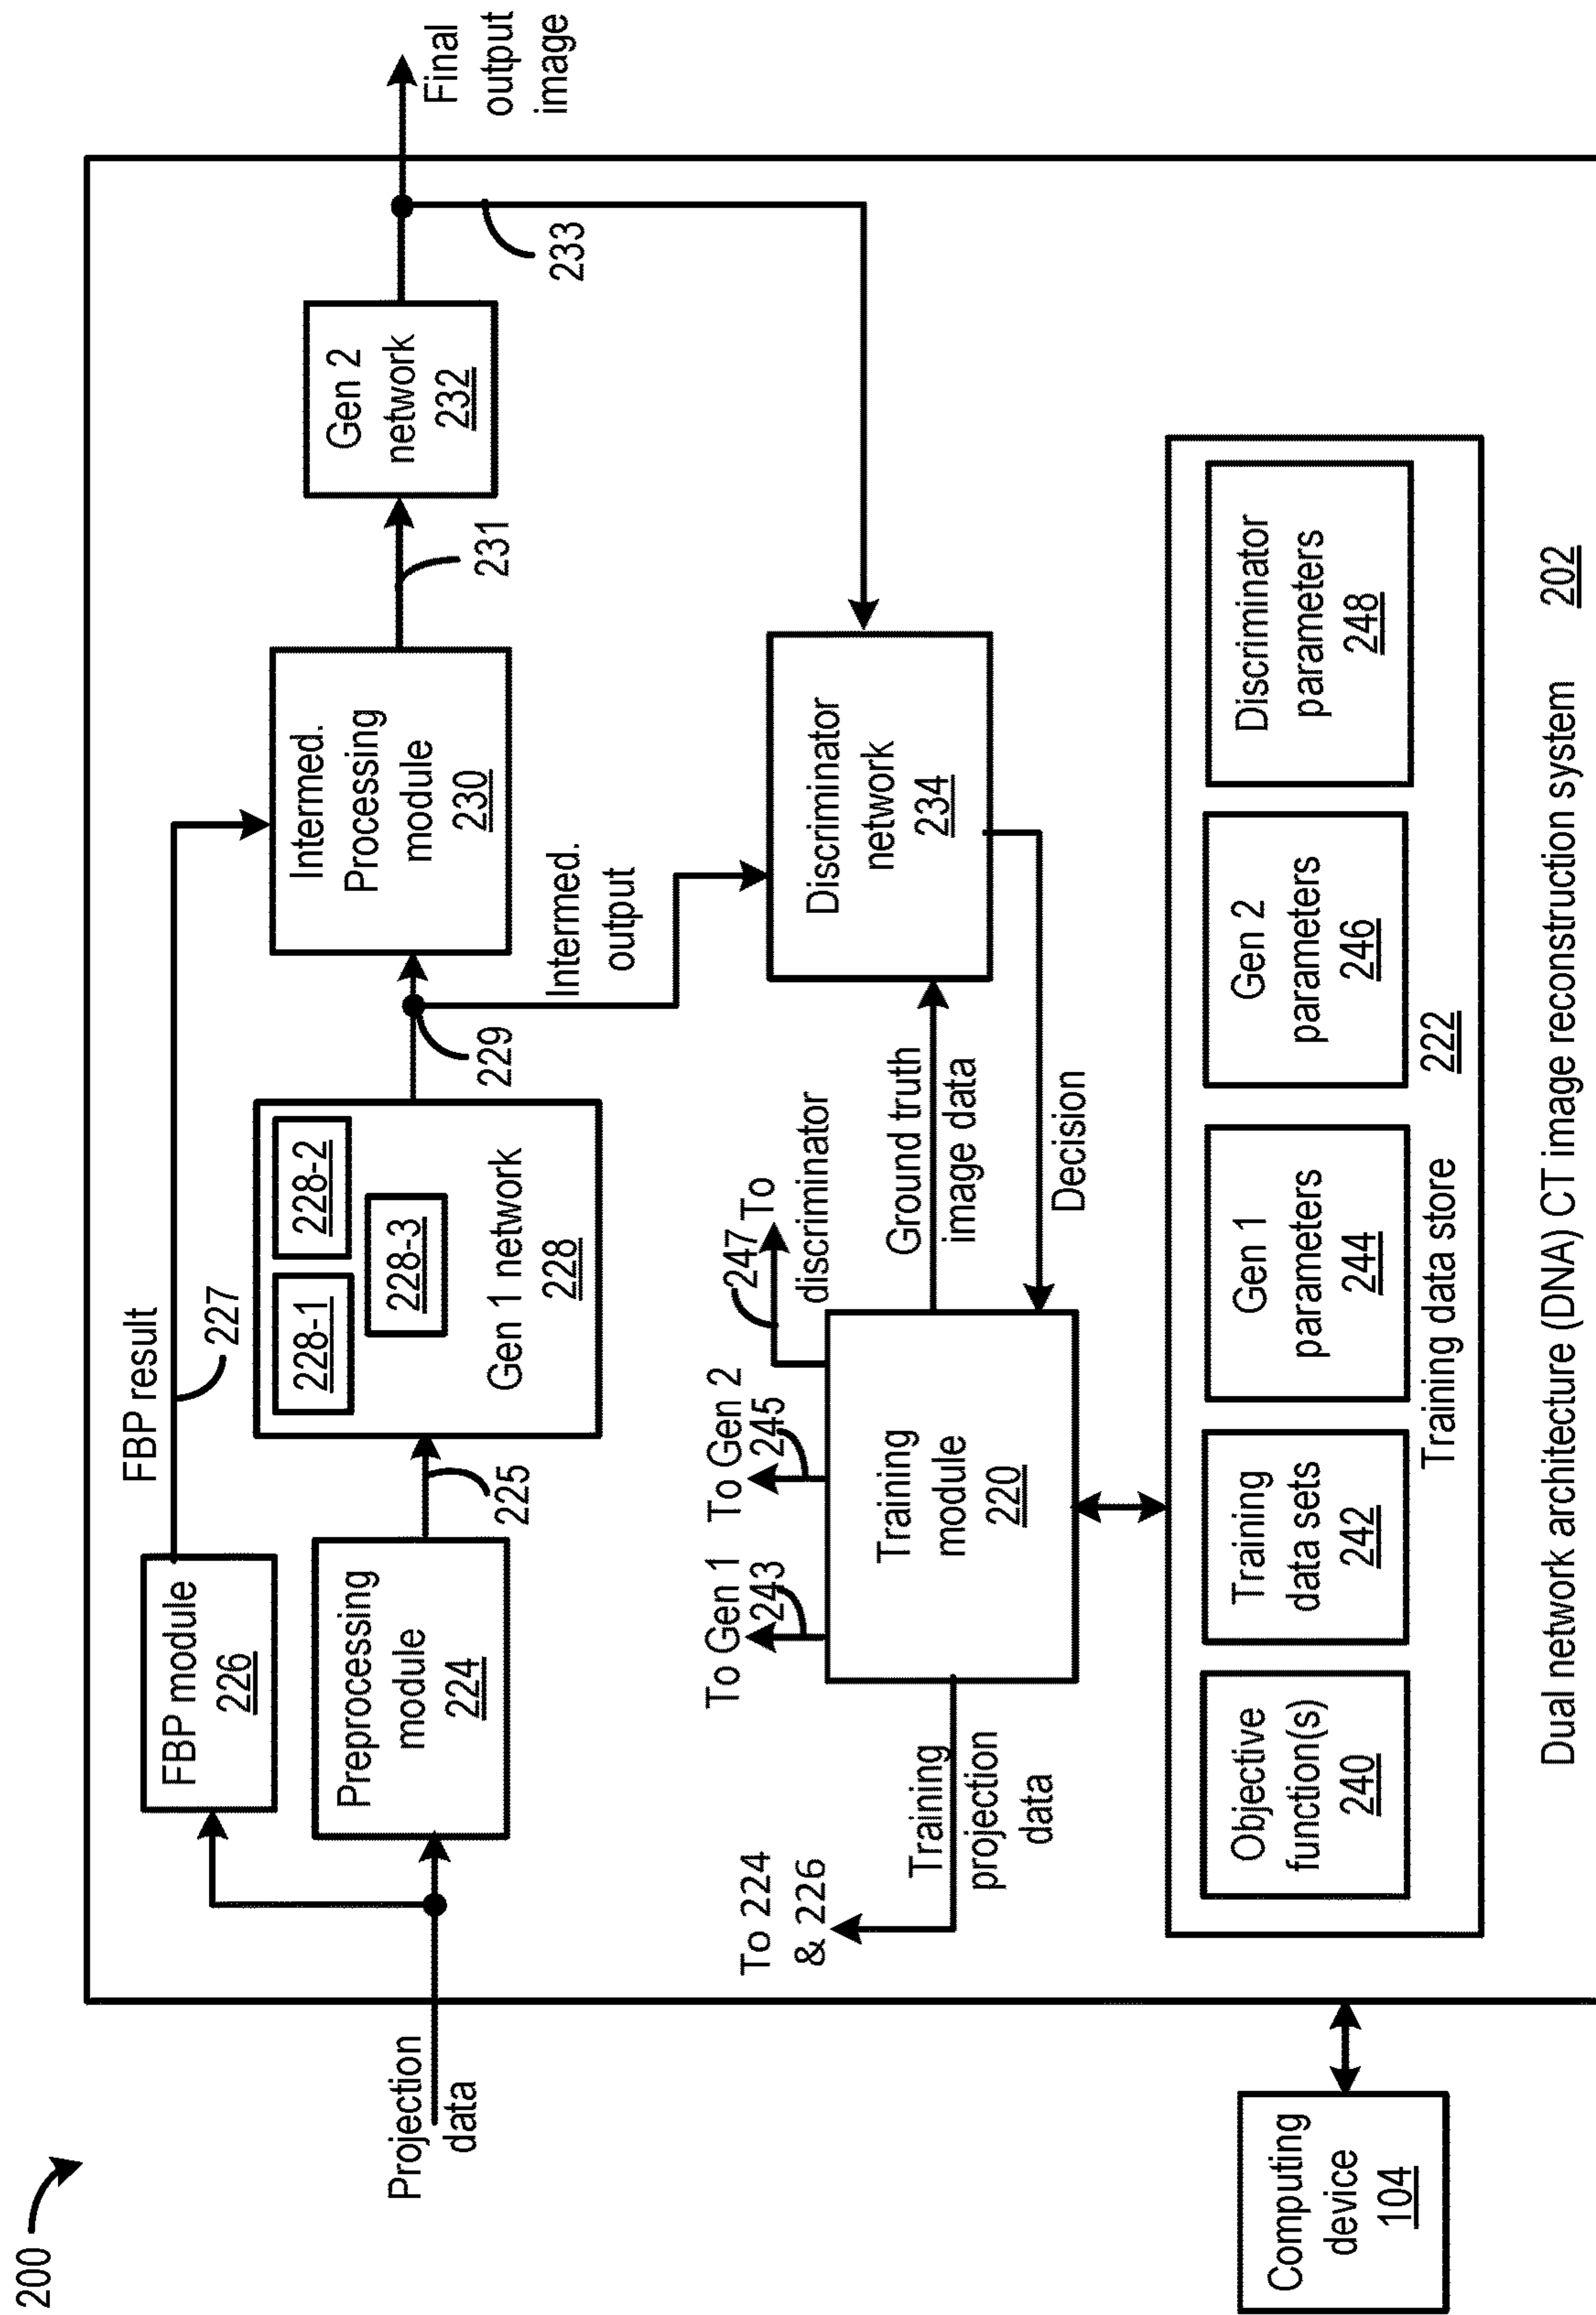 200
Projection
data
FBP module
226
FBP result
227
Preprocessing
module
224
225
228-1
228-2
228-3
Gen 1 network
228
229
Intermed.
Processing
module
230
231
Gen 2
network
232
233
Final
output
image
Intermed.
output
Discriminator
network
234
To 224
& 226
Training
projection
data
To Gen 1
243
To Gen 2
245
247
To
discriminator
Training
module
220
Ground truth
image data
Decision
Computing
device
104
Objective
function(s)
240
Training
data sets
242
Gen 1
parameters
244
Gen 2
parameters
246
Discriminator
parameters
248
Training data store
222
Dual network architecture (DNA) CT image reconstruction system
202